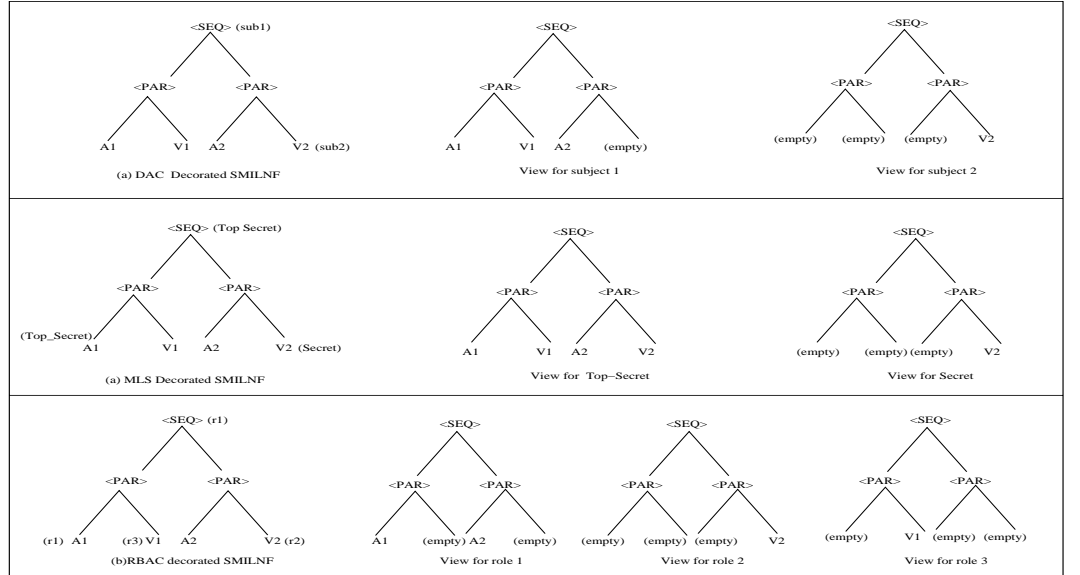 <SEQ> (sub1) <SEQ> <SEQ>
<PAR> <PAR> <PAR> <PAR> <PAR> <PAR>
A1 V1 A2 V2 (sub2) A1 V1 A2 (empty) (empty) (empty) (empty) V2
(a) DAC Decorated SMILNF View for subject 1 View for subject 2
<SEQ> (Top Secret) <SEQ> <SEQ>
<PAR> <PAR> <PAR> <PAR> <PAR> <PAR>
(Top_Secret) A1 V1 A2 V2 (Secret) A1 V1 A2 V2 (empty) (empty) (empty) V2
(a) MLS Decorated SMILNF View for Top-Secret View for Secret
<SEQ> (r1) <SEQ> <SEQ> <SEQ>
<PAR> <PAR> <PAR> <PAR> <PAR> <PAR> <PAR> <PAR>
(r1) A1 (r3) V1 A2 V2 (r2) A1 (empty) A2 (empty) (empty) (empty) (empty) V2 (empty) V1 (empty) (empty)
(b)RBAC decorated SMILNF View for role 1 View for role 2 View for role 3